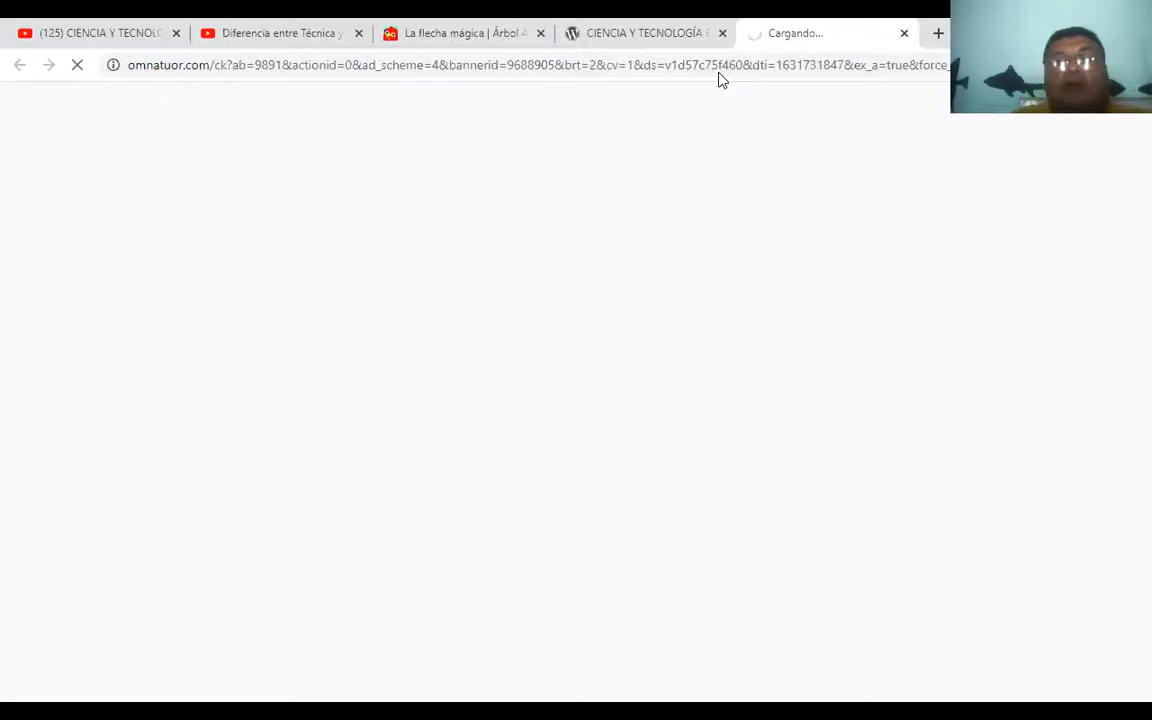 (125) CIENCIA Y TECNOLO
Diferencia entre Técnica y
La flecha mágica | Árbol A
CIENCIA Y TECNOLOGÍA E
Cargando...
omnatuor.com/ck?ab=9891&actionid=0&ad_scheme=4&bannerid=9688905&brt=2&cv=1&ds=v1d57c75f460&dti=1631731847&ex_a=true&force_